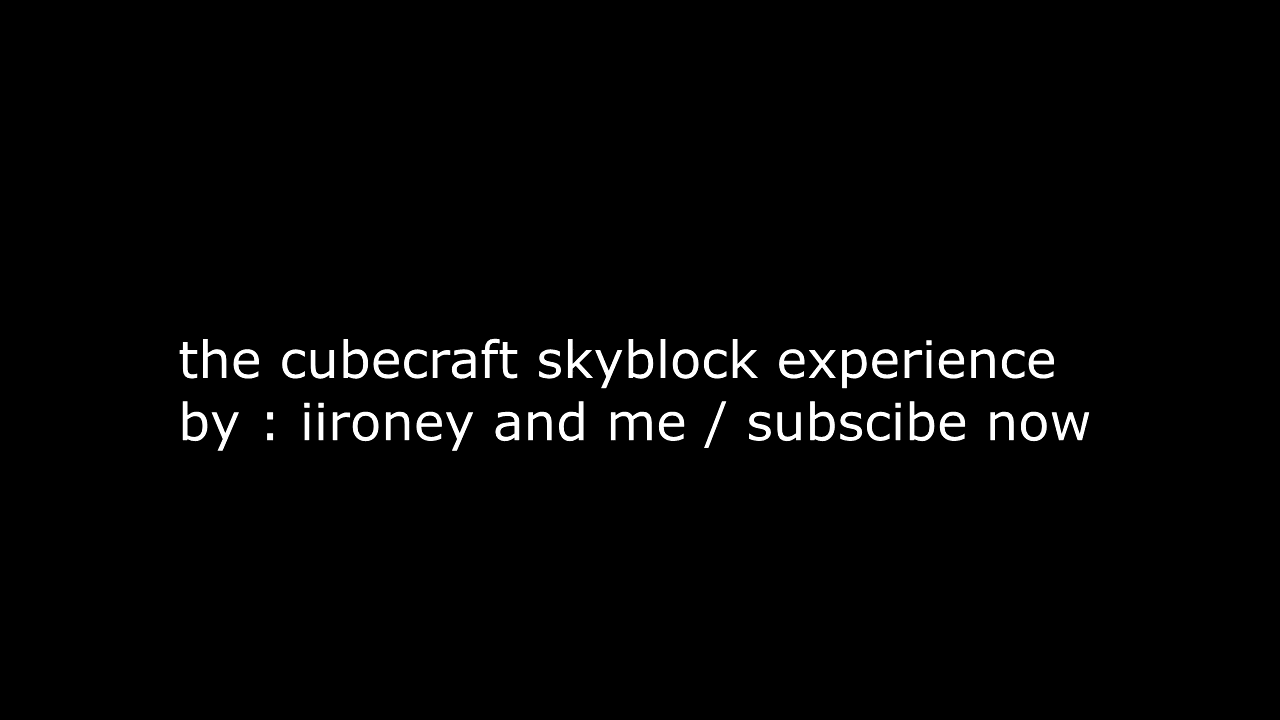 the cubecraft skyblock experience
by : iironey and me / subscibe now